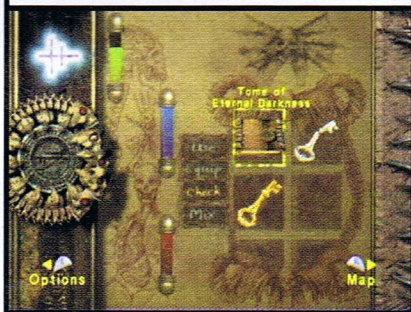 Tome of
Eternal Darkness
Use
Equip
Check
Mix
Options
Map